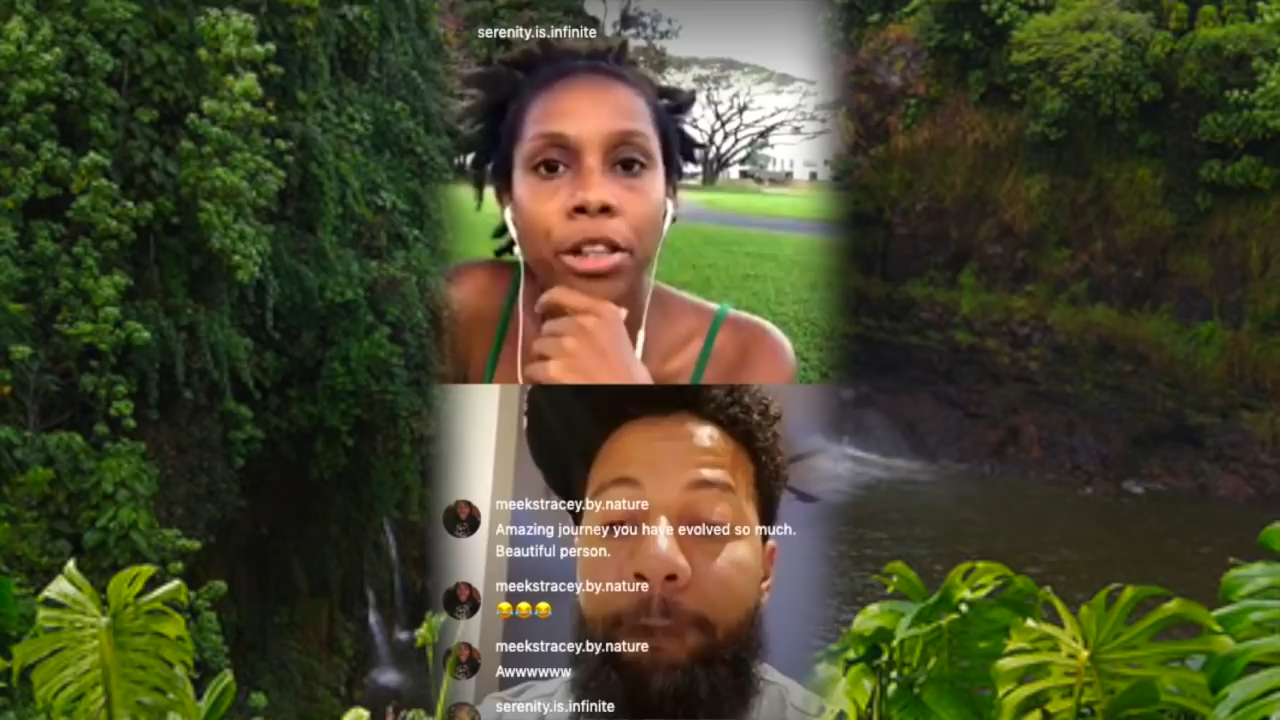 serenity.is.infinite
meekstracey.by.nature
Amazing journey you have evolved so much.
Beautiful person.
meekstracey.by.nature
😂😂😂
meekstracey.by.nature
Awwwwww
serenity.is.infinite